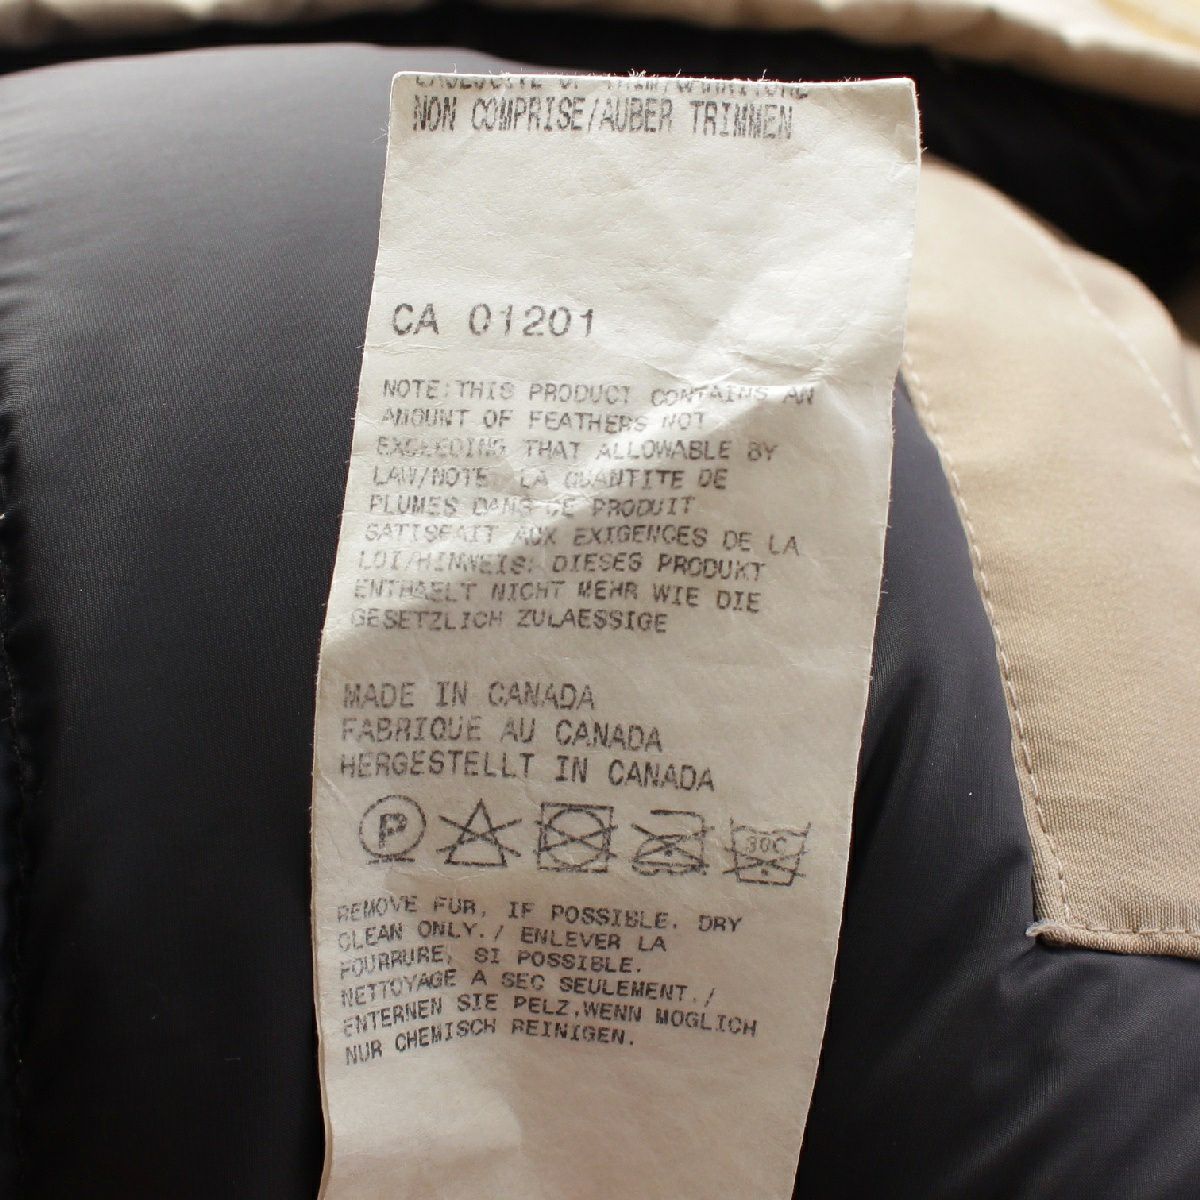 EXCLUSIVE OF TRIM/GARNITURE
NON COMPRISE/AUBER TRIMMEN
CA 01201
NOTE:THIS PRODUCT CONTAINS AN
AMOUNT OF FEATHERS NOT
EXCEEDING THAT ALLOWABLE BY
LAW/NOTE: LA QUANTITE DE
PLUMES DANS CE PRODUIT
SATISFAIT AUX EXIGENCES DE LA
LOI/HINWEIS: DIESES PRODUKT
ENTHAELT NICHT MEHR WIE DIE
GESETZLICH ZULAESSIGE
MADE IN CANADA
FABRIQUE AU CANADA
HERGESTELLT IN CANADA
P 30C
REMOVE FUR, IF POSSIBLE. DRY
CLEAN ONLY./ ENLEVER LA
FOURRURE, SI POSSIBLE.
NETTOYAGE A SEC SEULEMENT./
ENTERNEN SIE PELZ,WENN MOGLICH
NUR CHEMISCH REINIGEN.